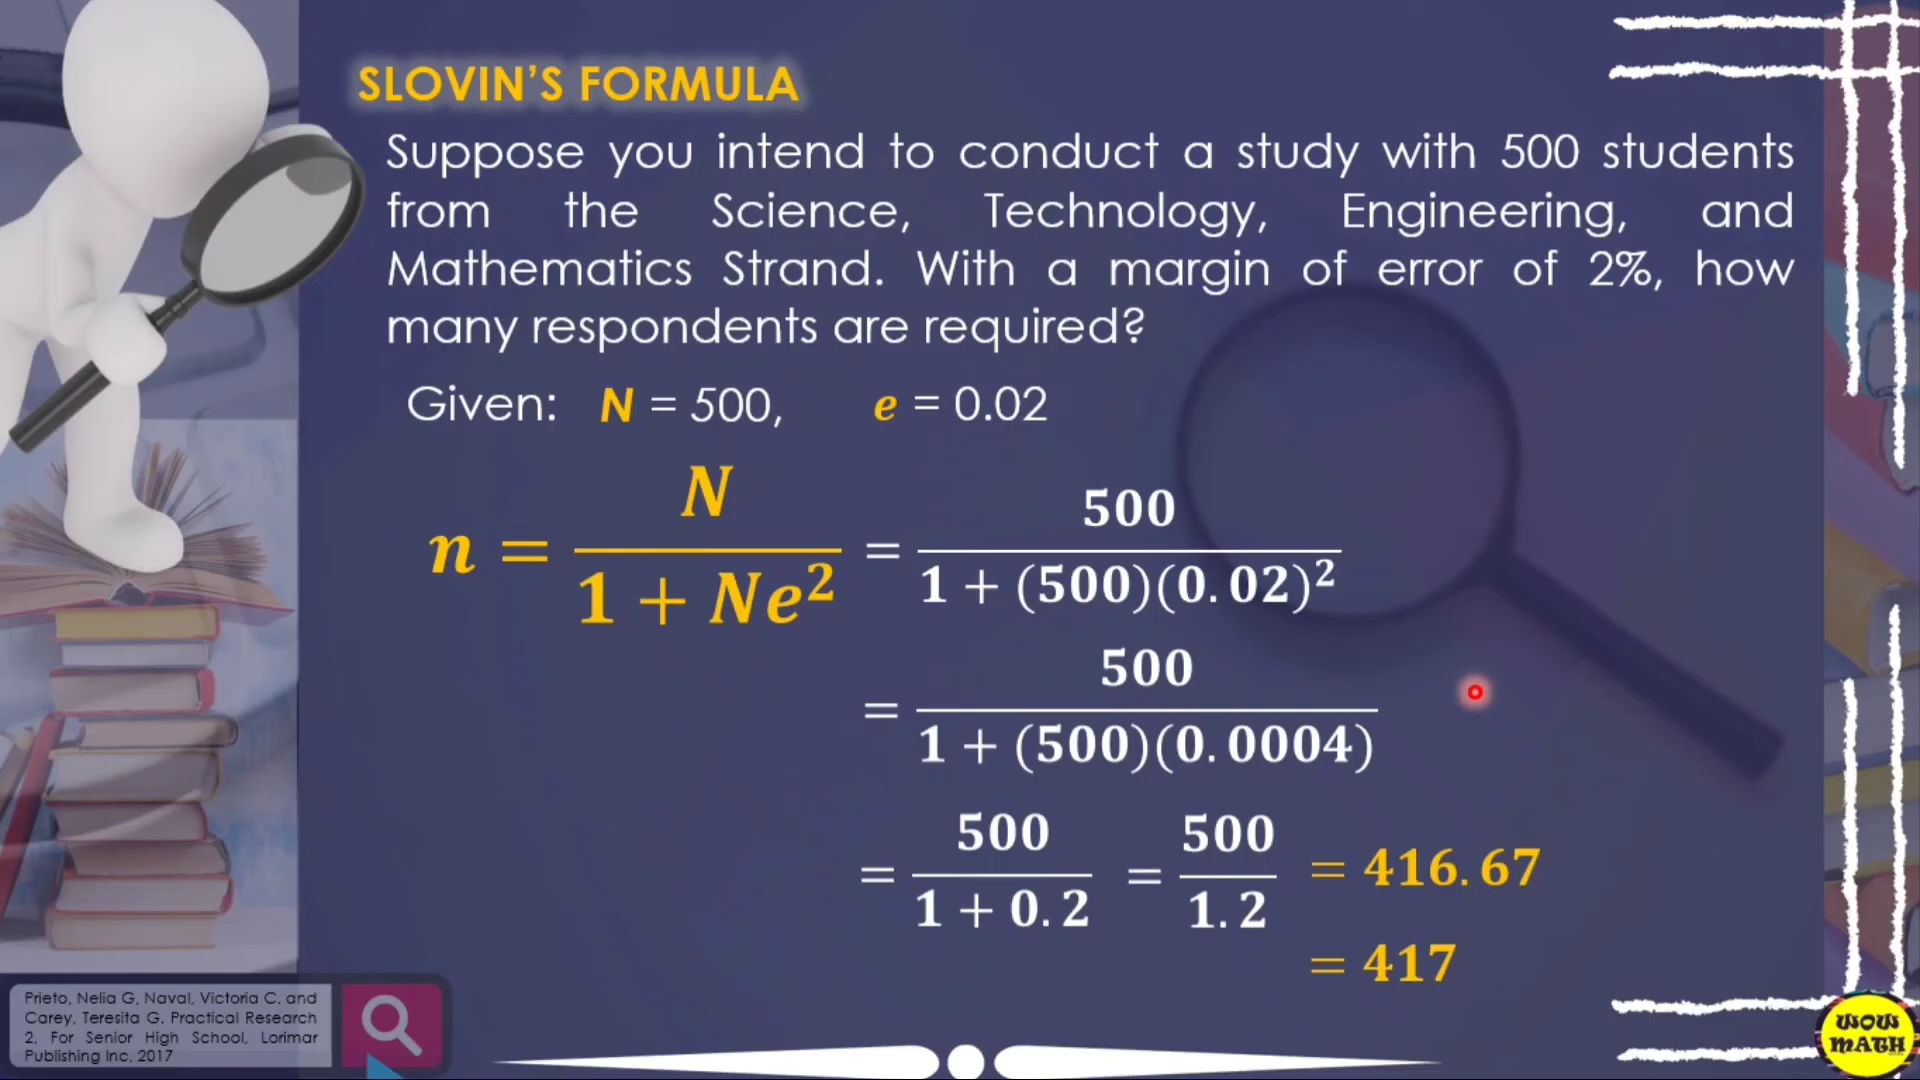 SLOVIN'S FORMULA
Suppose you intend to conduct a study with 500 students
from the Science, Technology, Engineering, and
Mathematics Strand. With a margin of error of 2%, how
many respondents are required?
Given: N = 500, e = 0.02
n = N / (1 + Ne²) = 500 / (1 + (500)(0.02)²)
= 500 / (1 + (500)(0.0004))
= 500 / (1 + 0.2) = 500 / 1.2 = 416.67
= 417
Prieto, Nelia G, Naval, Victoria C. and
Carey, Teresita G. Practical Research
2, For Senior High School, Lorimar
Publishing Inc, 2017
WOW
MATH